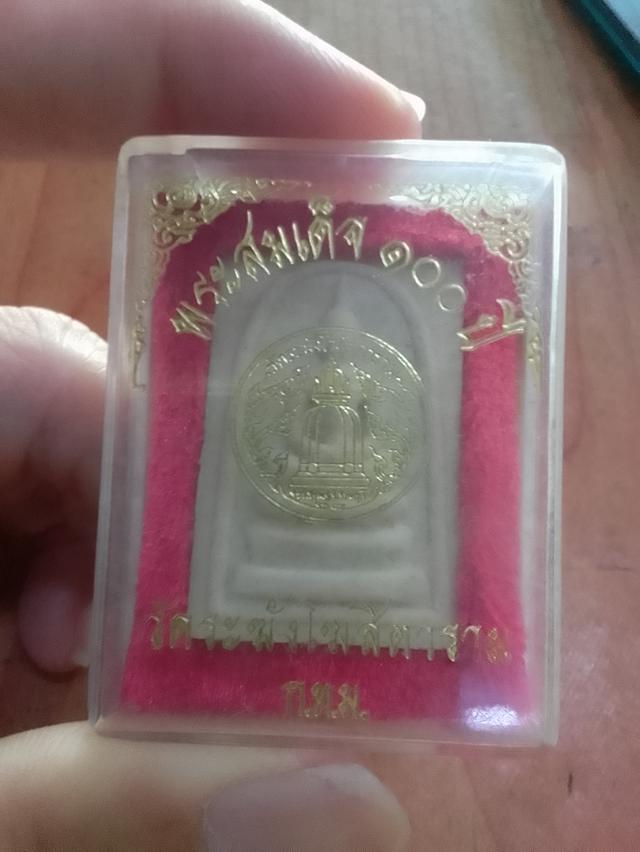 พระสมเด็จ ๑๐๐ ปี
วัดระฆังโฆสิตาราม
ก.ท.ม.